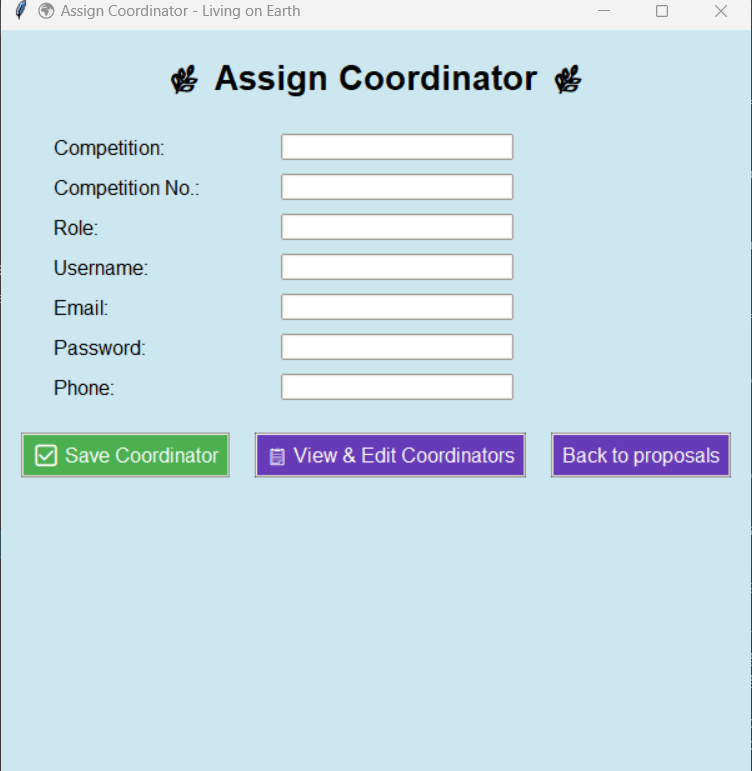 Assign Coordinator - Living on Earth
Assign Coordinator
Competition:
Competition No.:
Role:
Username:
Email:
Password:
Phone:
Save Coordinator
View & Edit Coordinators
Back to proposals